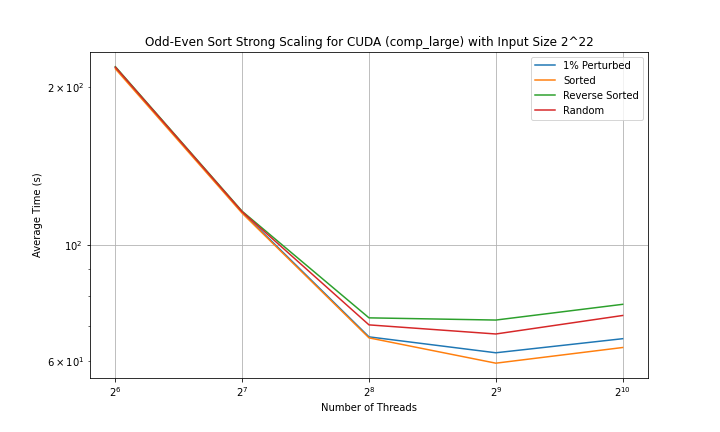 Odd-Even Sort Strong Scaling for CUDA (comp_large) with Input Size 2^22
1% Perturbed
Sorted
Reverse Sorted
Random
Average Time (s)
2 × 10²
10²
6 × 10¹
2⁶ 2⁷ 2⁸ 2⁹ 2¹⁰
Number of Threads